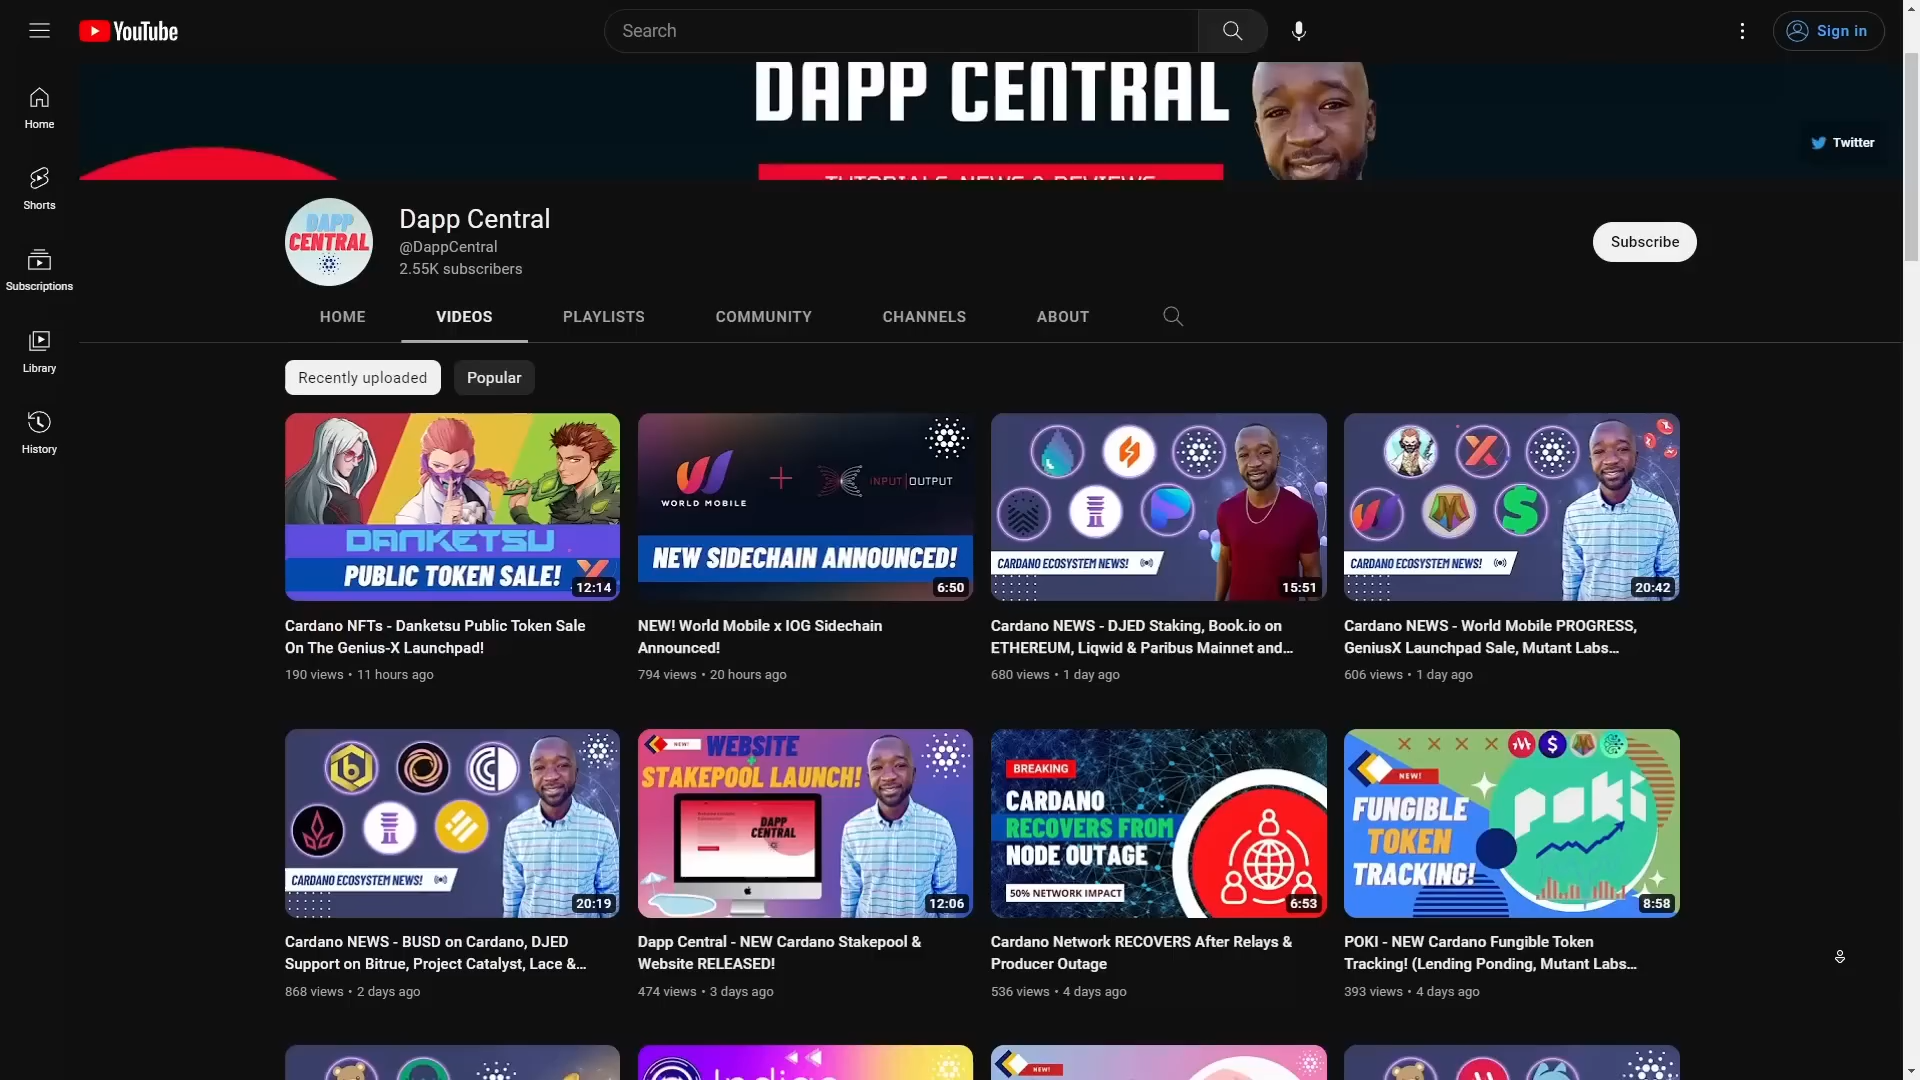 YouTube
Search
Sign in
Home
Shorts
Subscriptions
Library
History
DAPP CENTRAL
TUTORIALS, NEWS & REVIEWS
Twitter
DAPP
CENTRAL
Dapp Central
@DappCentral
2.55K subscribers
Subscribe
HOME
VIDEOS
PLAYLISTS
COMMUNITY
CHANNELS
ABOUT
Recently uploaded
Popular
DANKETSU
PUBLIC TOKEN SALE!
12:14
Cardano NFTs - Danketsu Public Token Sale
On The Genius-X Launchpad!
190 views • 11 hours ago
WORLD MOBILE
INPUT|OUTPUT
NEW SIDECHAIN ANNOUNCED!
6:50
NEW! World Mobile x IOG Sidechain
Announced!
794 views • 20 hours ago
CARDANO ECOSYSTEM NEWS!
15:51
Cardano NEWS - DJED Staking, Book.io on
ETHEREUM, Liqwid & Paribus Mainnet and...
680 views • 1 day ago
CARDANO ECOSYSTEM NEWS!
20:42
Cardano NEWS - World Mobile PROGRESS,
GeniusX Launchpad Sale, Mutant Labs...
606 views • 1 day ago
CARDANO ECOSYSTEM NEWS!
20:19
Cardano NEWS - BUSD on Cardano, DJED
Support on Bitrue, Project Catalyst, Lace &...
868 views • 2 days ago
NEW!
WEBSITE
+
STAKEPOOL LAUNCH!
DAPP
CENTRAL
12:06
Dapp Central - NEW Cardano Stakepool &
Website RELEASED!
474 views • 3 days ago
BREAKING
CARDANO
RECOVERS FROM
NODE OUTAGE
50% NETWORK IMPACT
6:53
Cardano Network RECOVERS After Relays &
Producer Outage
536 views • 4 days ago
NEW!
FUNGIBLE
TOKEN
TRACKING!
POKI
8:58
POKI - NEW Cardano Fungible Token
Tracking! (Lending Ponding, Mutant Labs...
393 views • 4 days ago
Indigo
NEW!